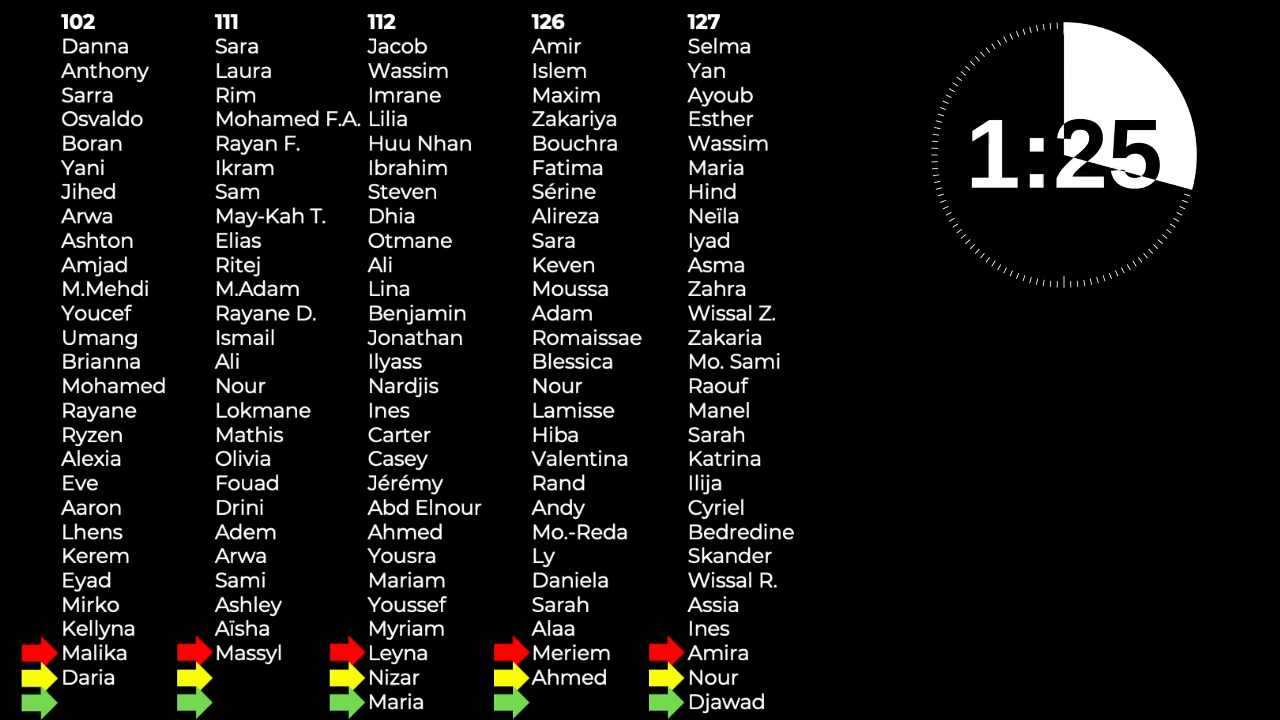 102
Danna
Anthony
Sarra
Osvaldo
Boran
Yani
Jihed
Arwa
Ashton
Amjad
M.Mehdi
Youcef
Umang
Brianna
Mohamed
Rayane
Ryzen
Alexia
Eve
Aaron
Lhens
Kerem
Eyad
Mirko
Kellyna
Malika
Daria
111
Sara
Laura
Rim
Mohamed F.A.
Rayan F.
Ikram
Sam
May-Kah T.
Elias
Ritej
M.Adam
Rayane D.
Ismail
Ali
Nour
Lokmane
Mathis
Olivia
Fouad
Drini
Adem
Arwa
Sami
Ashley
Aïsha
Massyl
112
Jacob
Wassim
Imrane
Lilia
Huu Nhan
Ibrahim
Steven
Dhia
Otmane
Ali
Lina
Benjamin
Jonathan
Ilyass
Nardjis
Ines
Carter
Casey
Jérémy
Abd Elnour
Ahmed
Yousra
Mariam
Youssef
Myriam
Leyna
Nizar
Maria
126
Amir
Islem
Maxim
Zakariya
Bouchra
Fatima
Sérine
Alireza
Sara
Keven
Moussa
Adam
Romaissae
Blessica
Nour
Lamisse
Hiba
Valentina
Rand
Andy
Mo.-Reda
Ly
Daniela
Sarah
Alaa
Meriem
Ahmed
127
Selma
Yan
Ayoub
Esther
Wassim
Maria
Hind
Neïla
Iyad
Asma
Zahra
Wissal Z.
Zakaria
Mo. Sami
Raouf
Manel
Sarah
Katrina
Ilija
Cyriel
Bedredine
Skander
Wissal R.
Assia
Ines
Amira
Nour
Djawad
1:25